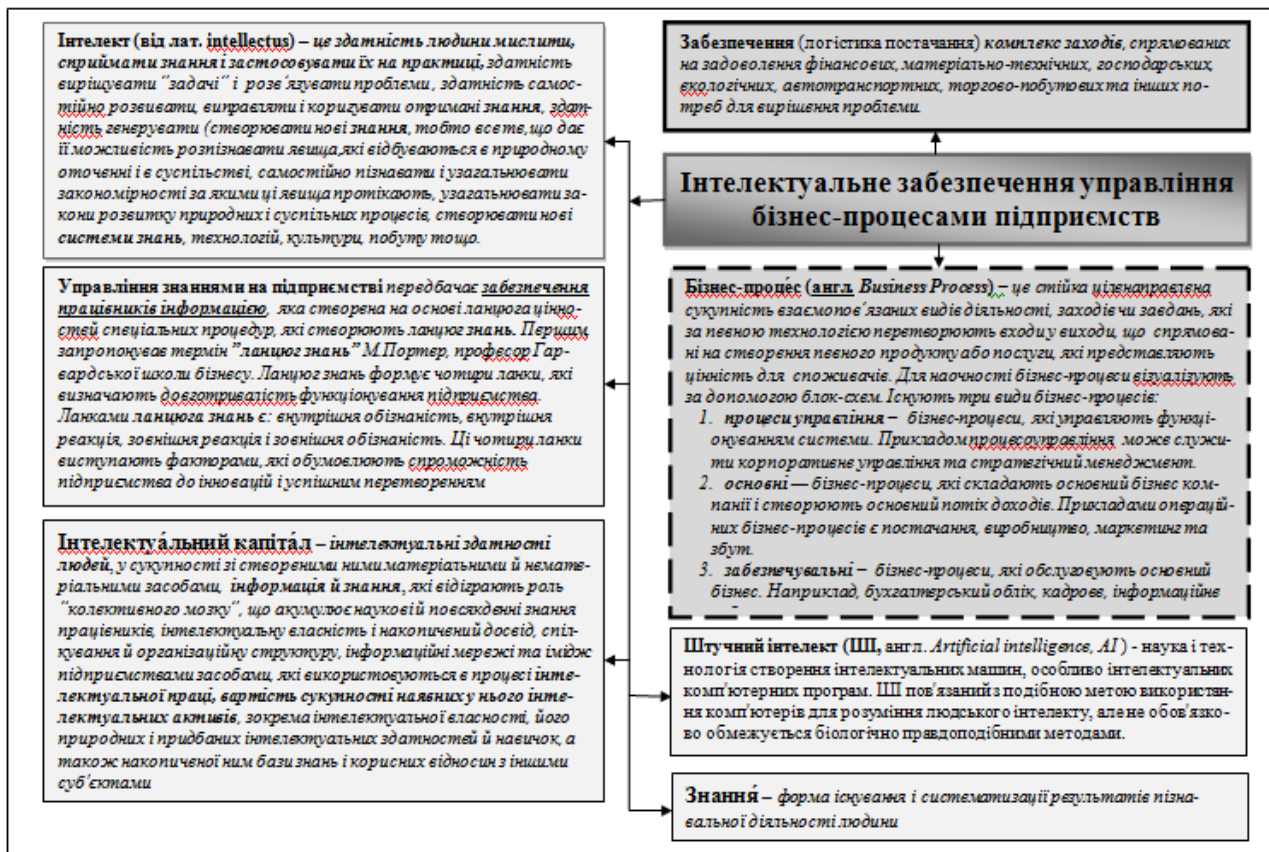 Інтелект (від лат. intellectus) – це здатність людини мислити,
сприймати знання і застосовувати їх на практиці, здатність
вирішувати "задачі" і розв'язувати проблеми, здатність самос-
тійно розвивати, виправляти і коригувати отримані знання, здат-
ність генерувати (створювати нові знання, тобто все те, що дає
її можливість розпізнавати явища,які відбуваються в природному
оточенні і в суспільстві, самостійно пізнавати і узагальнювати
закономірності за якими ці явища протікають, узагальнювати за-
кони розвитку природних і суспільних процесів, створювати нові
системи знань, технологій, культури, побуту тощо.
Управління знаннями на підприємстві передбачає забезпечення
працівників інформацією, яка створена на основі ланцюга цінно-
стей спеціальних процедур, які створюють ланцюг знань. Першим
запропонував термін "ланцюг знань" М.Портер, професор Гар-
вардської школи бізнесу. Ланцюг знань формує чотири ланки, які
визначають довготривалість функціонування підприємства.
Ланками ланцюга знань є: внутрішня обізнаність, внутрішня
реакція, зовнішня реакція і зовнішня обізнаність. Ці чотири ланки
виступають факторами, які обумовлюють спроможність
підприємства до інновацій і успішним перетворенням
Інтелектуа́льний капіта́л – інтелектуальні здатності
людей, у сукупності зі створеними ними матеріальними й немате-
ріальними засобами, інформація й знання, які відіграють роль
"колективного мозку", що акумулює наукові й повсякденні знання
працівників, інтелектуальну власність і накопичений досвід, спіл-
кування й організаційну структуру, інформаційні мережі та імідж
підприємствами засобами, які використовуються в процесі інте-
лектуальної праці, вартість сукупності наявних у нього інте-
лектуальних активів, зокрема інтелектуальної власності, його
природних і придбаних інтелектуальних здатностей й навичок, а
також накопиченої ним бази знань і корисних відносин з іншими
суб'єктами
Забезпечення (логістика постачання) комплекс заходів, спрямованих
на задоволення фінансових, матеріально-технічних, господарських,
екологічних, автотранспортних, торгово-побутових та інших по-
треб для вирішення проблеми.
Інтелектуальне забезпечення управління
бізнес-процесами підприємств
Бізнес-проце́с (англ. Business Process) – це стійка ціленаправлена
сукупність взаємопов'язаних видів діяльності, заходів чи завдань, які
за певною технологією перетворюють входи у виходи, що спрямова-
ні на створення певного продукту або послуги, які представляють
цінність для споживачів. Для наочності бізнес-процеси візуалізують
за допомогою блок-схем. Існують три види бізнес-процесів:
1. процеси управління – бізнес-процеси, які управляють функці-
онуванням системи. Прикладом процесоуправління може служи-
ти корпоративне управління та стратегічний менеджмент.
2. основні — бізнес-процеси, які складають основний бізнес ком-
панії і створюють основний потік доходів. Прикладами операцій-
них бізнес-процесів є постачання, виробництво, маркетинг та
збут.
3. забезпечувальні – бізнес-процеси, які обслуговують основний
бізнес. Наприклад, бухгалтерський облік, кадрове, інформаційне
Штучний інтелект (ШІ, англ. Artificial intelligence, AI ) - наука і тех-
нологія створення інтелектуальних машин, особливо інтелектуальних
комп'ютерних програм. ШІ пов'язаний з подібною метою використан-
ня комп'ютерів для розуміння людського інтелекту, але не обов'язко-
во обмежується біологічно правдоподібними методами.
Знання́ – форма існування і систематизації результатів пізна-
вальної діяльності людини